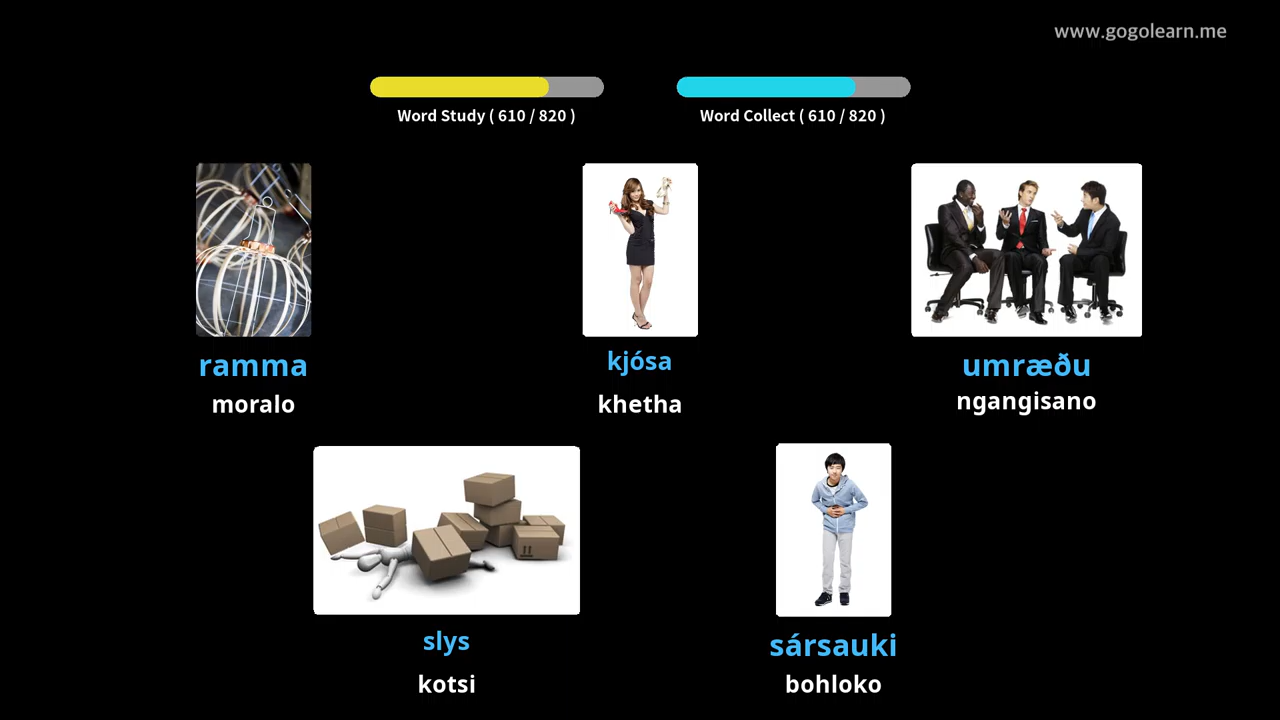 www.gogolearn.me
Word Study ( 610 / 820 )
Word Collect ( 610 / 820 )
ramma
moralo
kjósa
khetha
umræðu
ngangisano
slys
kotsi
sársauki
bohloko